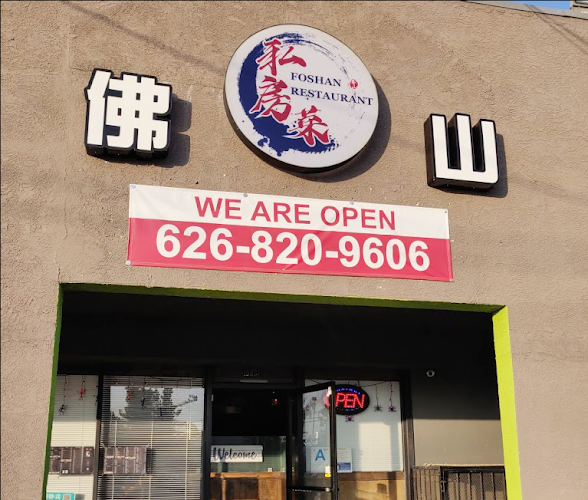 佛
私房菜
FOSHAN
RESTAURANT
山
WE ARE OPEN
626-820-9606
OPEN
Welcome
A